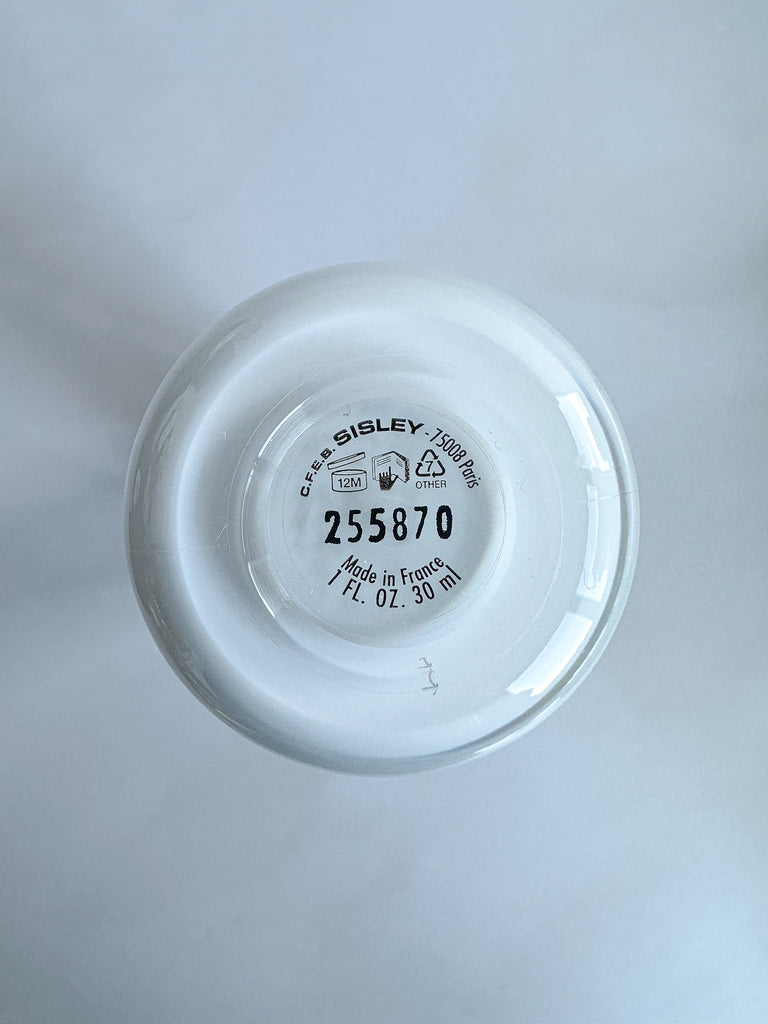 C.F.E.B. SISLEY - 75008 Paris
12M
7
OTHER
255870
Made in France
1 FL. OZ. 30 ml